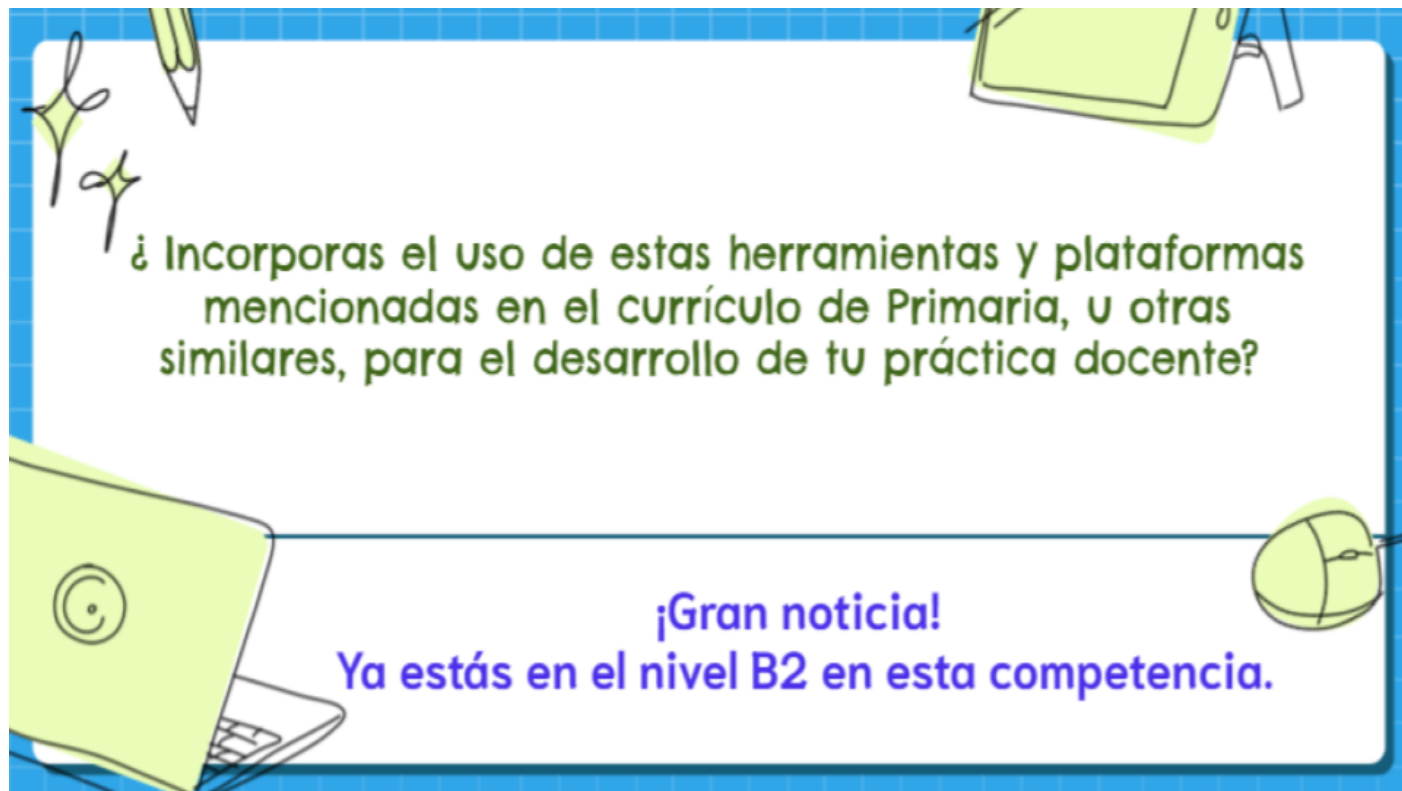 ¿ Incorporas el uso de estas herramientas y plataformas
mencionadas en el currículo de Primaria, u otras
similares, para el desarrollo de tu práctica docente?
¡Gran noticia!
Ya estás en el nivel B2 en esta competencia.